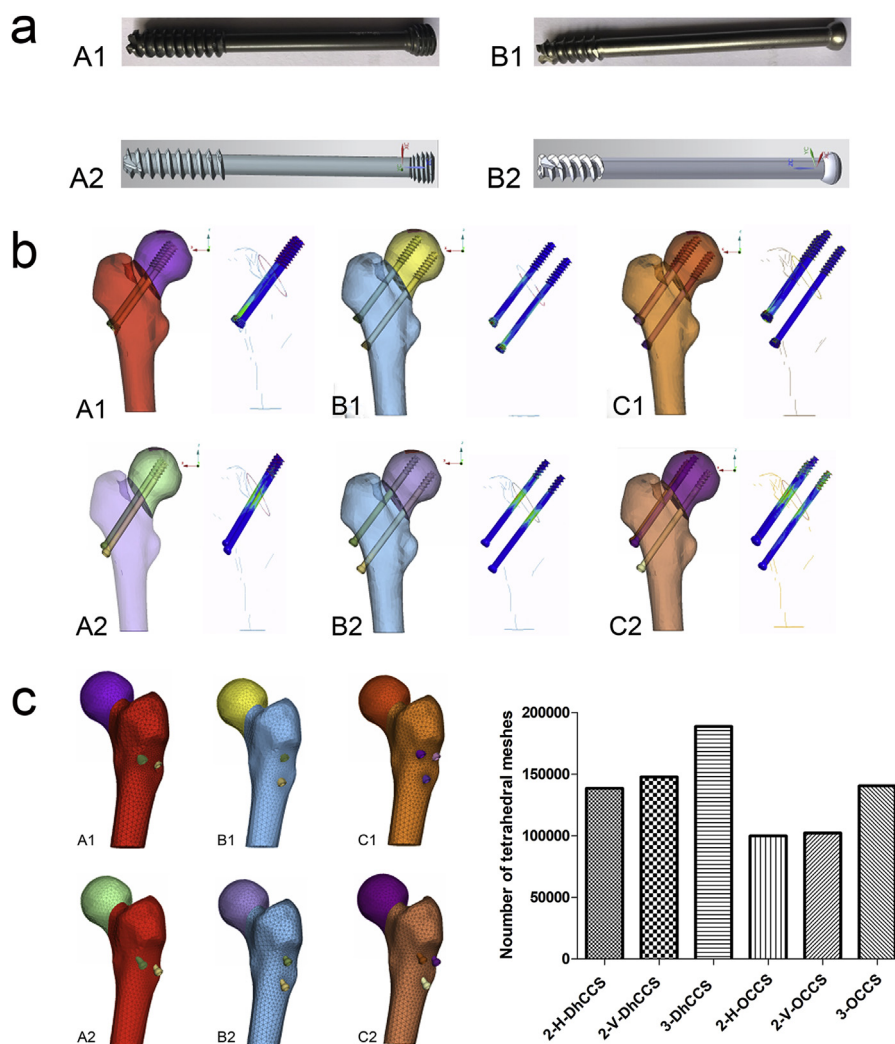 a
A1
B1
A2
B2
b
A1
B1
C1
A2
B2
C2
c
A1
B1
C1
A2
B2
C2
Noumber of tetrahedral meshes
200000
150000
100000
50000
0
2-H-DhCCS
2-V-DhCCS
3-DhCCS
2-H-OCCS
2-V-OCCS
3-OCCS